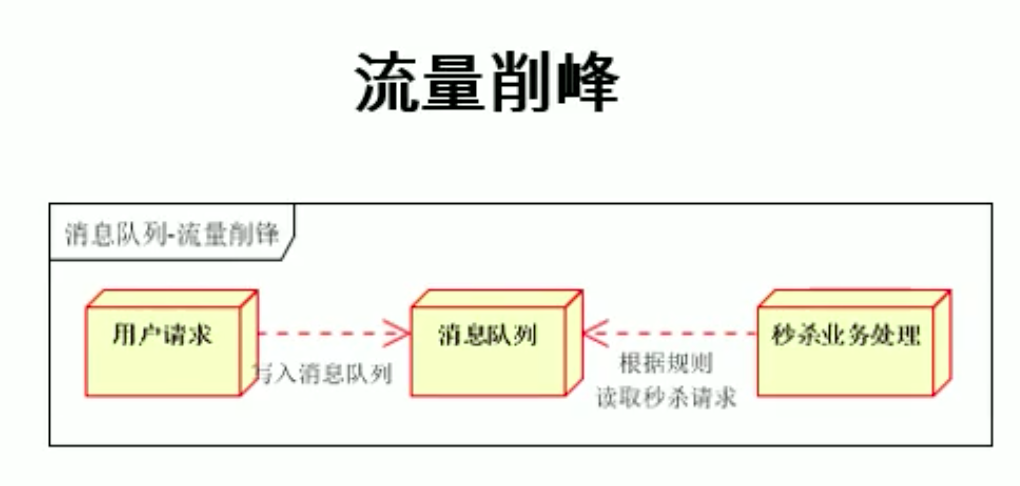 流量削峰
消息队列-流量削锋
用户请求
消息队列
秒杀业务处理
写入消息队列
根据规则
读取秒杀请求